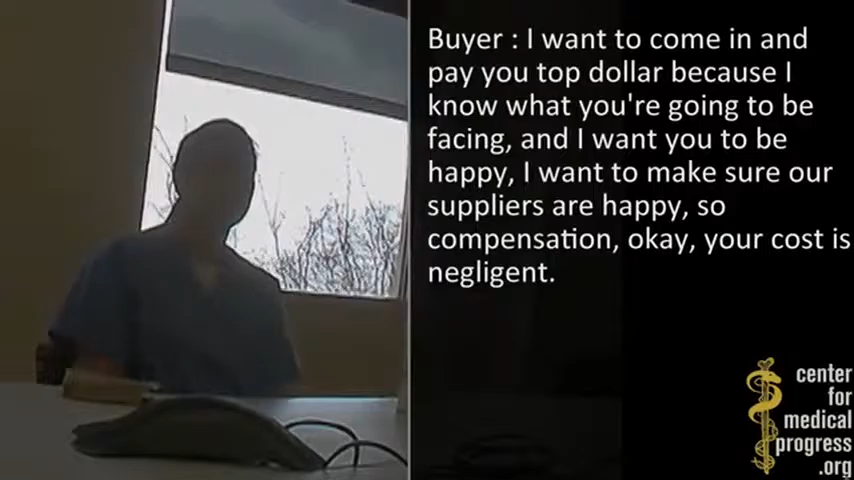 Buyer : I want to come in and
pay you top dollar because I
know what you're going to be
facing, and I want you to be
happy, I want to make sure our
suppliers are happy, so
compensation, okay, your cost is
negligent.
center
for
medical
progress
.org